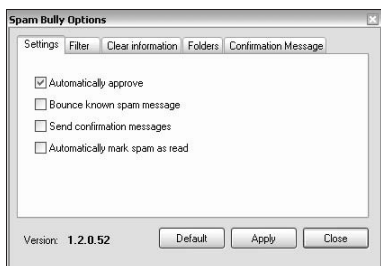 Spam Bully Options
Settings Filter Clear information Folders Confirmation Message
Automatically approve
Bounce known spam message
Send confirmation messages
Automatically mark spam as read
Version: 1.2.0.52 Default Apply Close